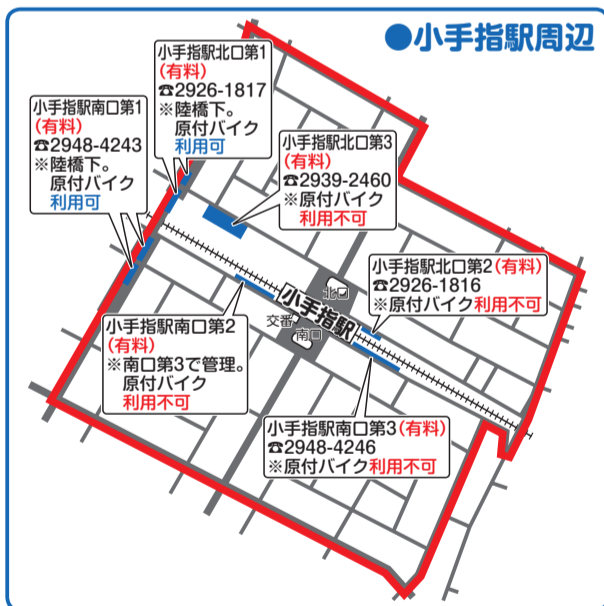 ●小手指駅周辺
小手指駅北口第1
(有料)
☎2926-1817
※陸橋下。
原付バイク
利用可
小手指駅南口第1
(有料)
☎2948-4243
※陸橋下。
原付バイク
利用可
小手指駅北口第3
(有料)
☎2939-2460
※原付バイク
利用不可
小手指駅北口第2(有料)
☎2926-1816
※原付バイク利用不可
北口
小手指駅
交番
南口
小手指駅南口第2
(有料)
※南口第3で管理。
原付バイク
利用不可
小手指駅南口第3(有料)
☎2948-4246
※原付バイク利用不可